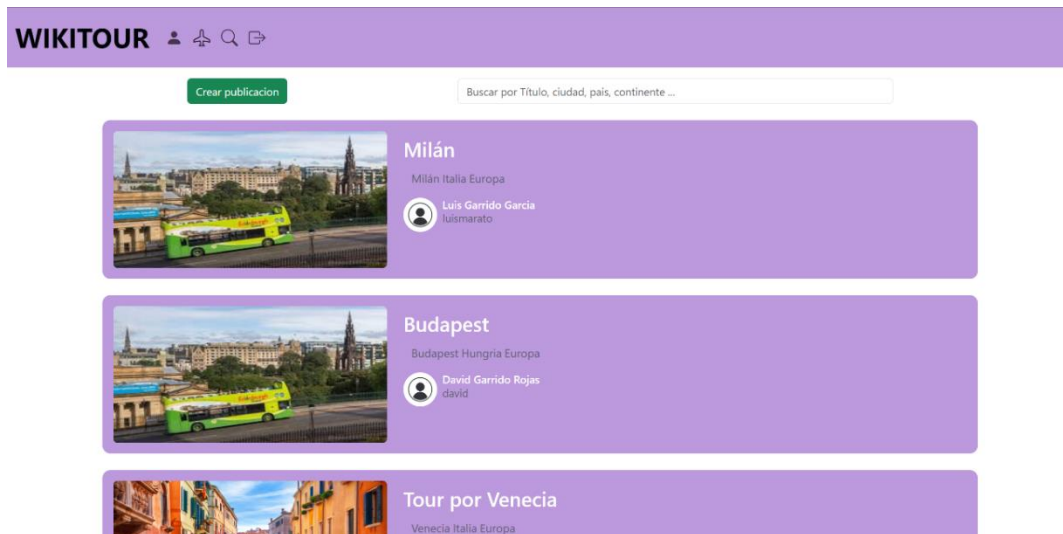 WIKITOUR
Crear publicacion
Buscar por Título, ciudad, país, continente ...
Milán
Milán Italia Europa
Luis Garrido Garcia
luismarato
Budapest
Budapest Hungría Europa
David Garrido Rojas
david
Tour por Venecia
Venecia Italia Europa